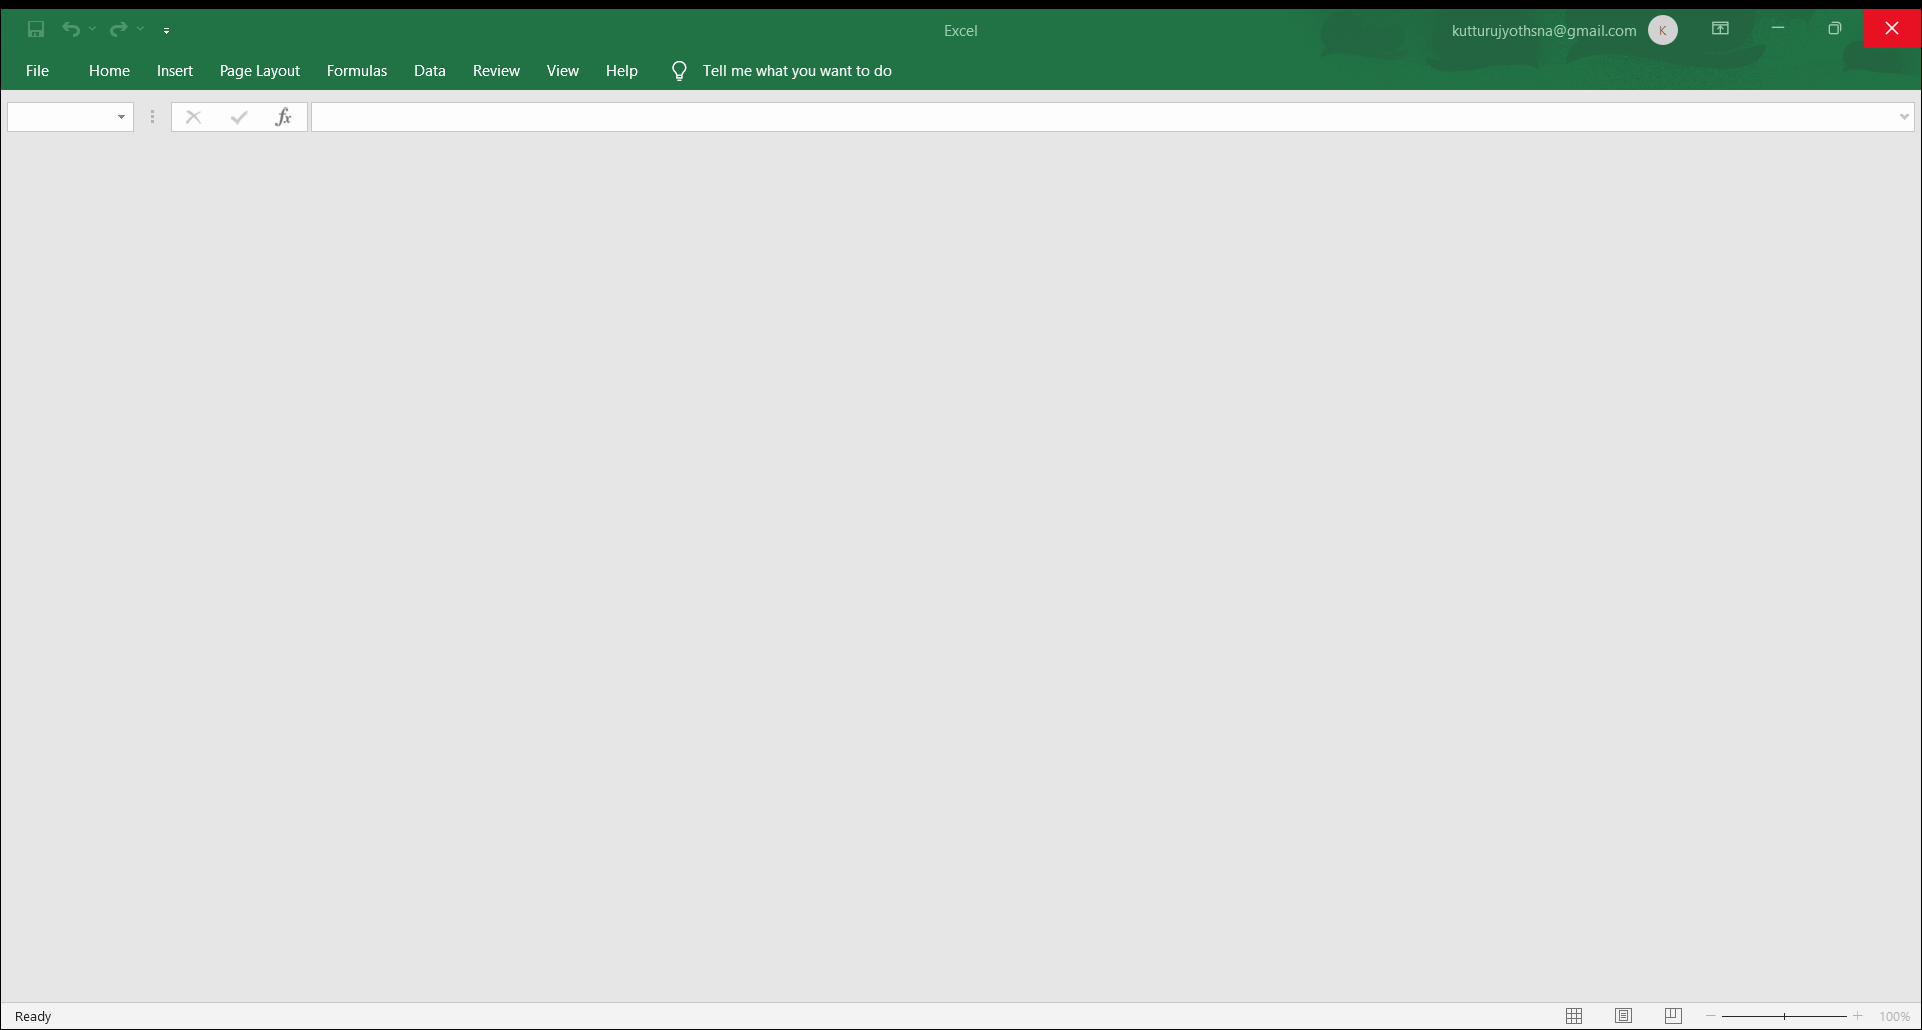 Excel
kutturujyothsna@gmail.com K
File Home Insert Page Layout Formulas Data Review View Help Tell me what you want to do
fx
Ready
100%